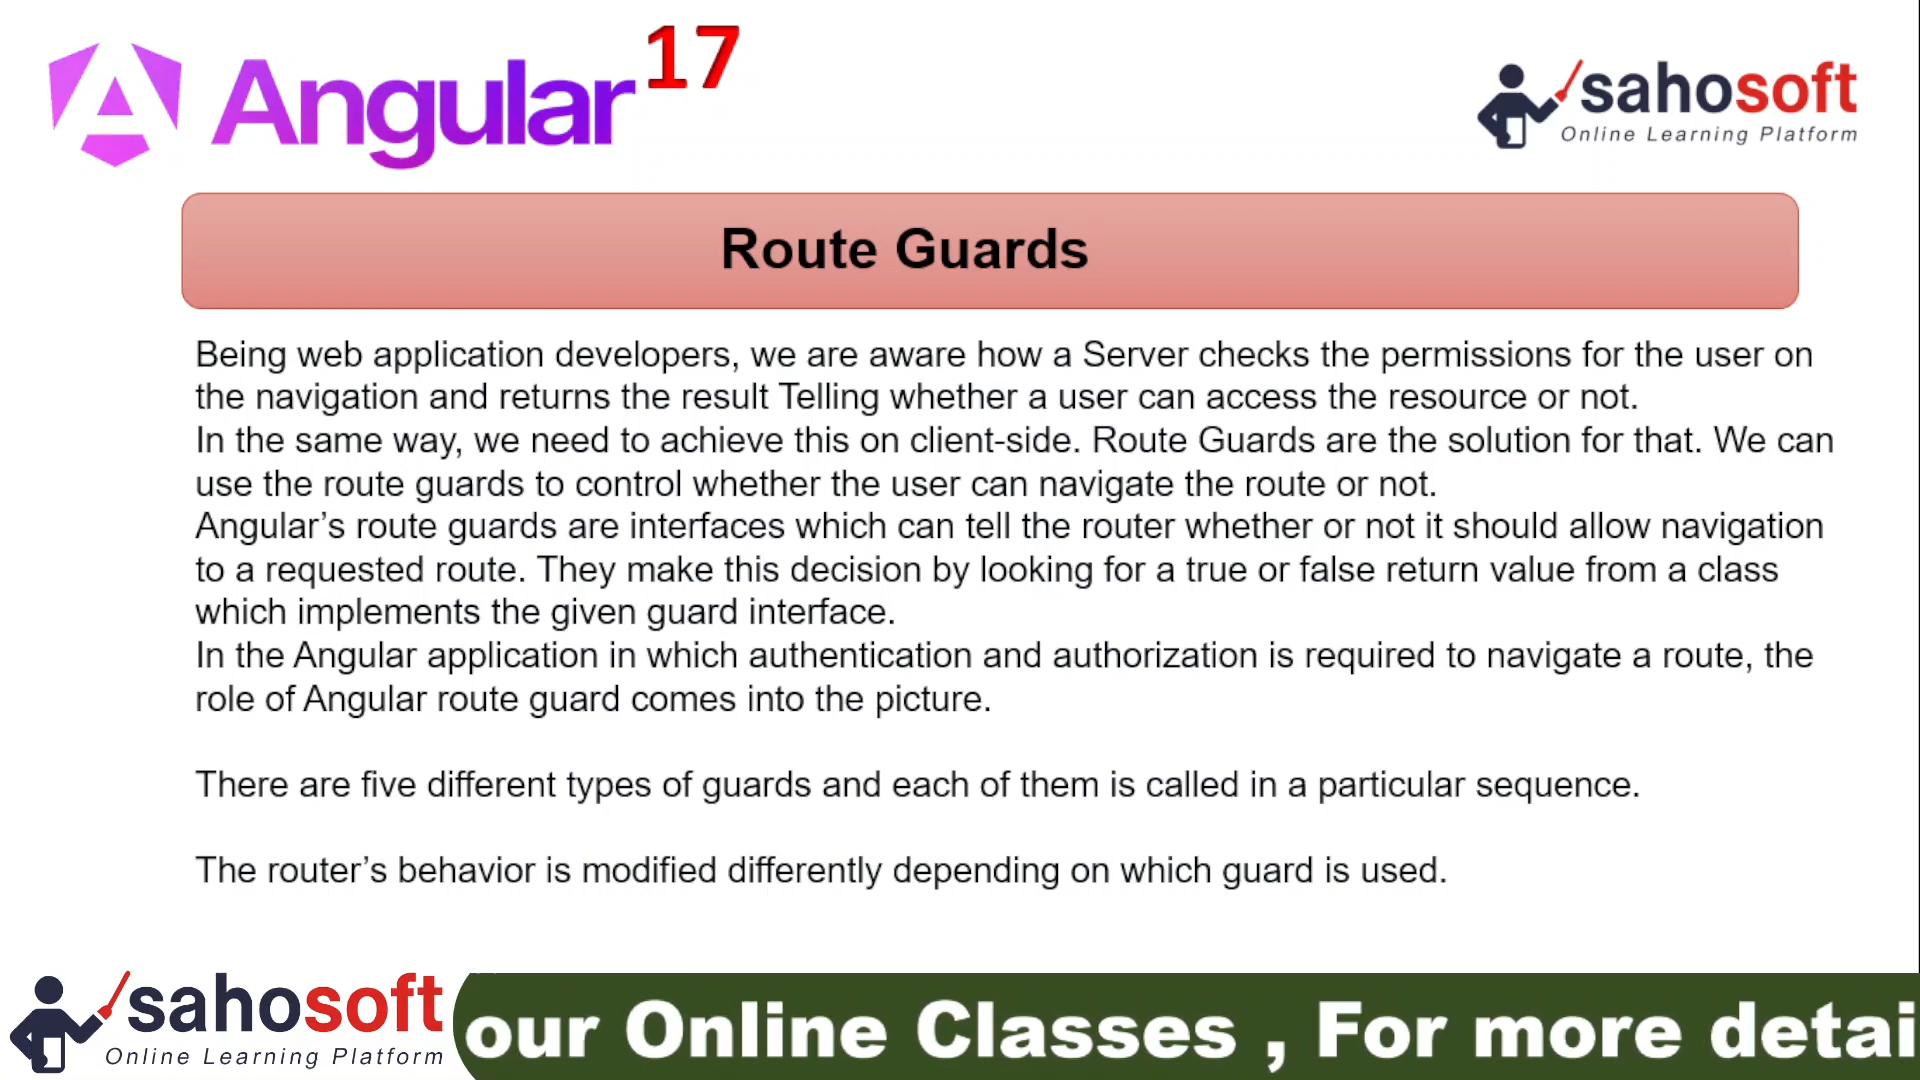 Angular 17
sahosoft
Online Learning Platform
Route Guards
Being web application developers, we are aware how a Server checks the permissions for the user on
the navigation and returns the result Telling whether a user can access the resource or not.
In the same way, we need to achieve this on client-side. Route Guards are the solution for that. We can
use the route guards to control whether the user can navigate the route or not.
Angular’s route guards are interfaces which can tell the router whether or not it should allow navigation
to a requested route. They make this decision by looking for a true or false return value from a class
which implements the given guard interface.
In the Angular application in which authentication and authorization is required to navigate a route, the
role of Angular route guard comes into the picture.
There are five different types of guards and each of them is called in a particular sequence.
The router’s behavior is modified differently depending on which guard is used.
sahosoft
Online Learning Platform
our Online Classes , For more detai